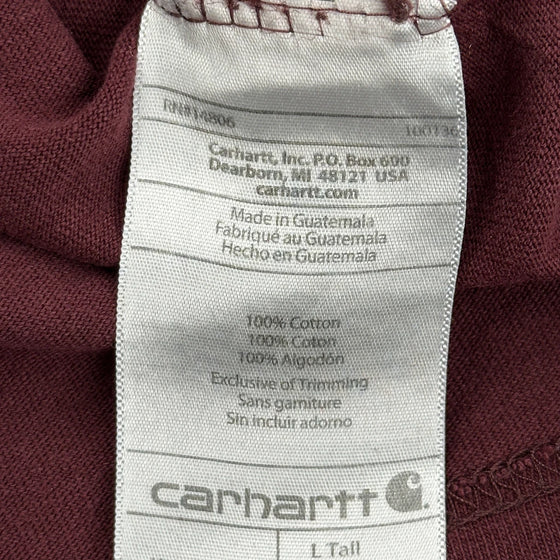 RN#14806
100136
Carhartt, Inc. P.O. Box 600
Dearborn, MI 48121 USA
carhartt.com
Made in Guatemala
Fabriqué au Guatemala
Hecho en Guatemala
100% Cotton
100% Coton
100% Algodón
Exclusive of Trimming
Sans garniture
Sin incluir adorno
carhartt
L Tall